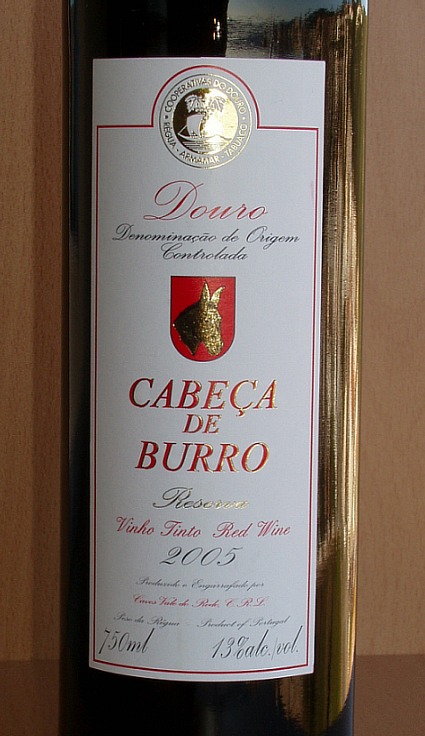 COOPERATIVAS DO DOURO
RÉGUA - ARMAMAR - TABUAÇO
Douro
Denominação de Origem
Controlada
CABEÇA
DE
BURRO
Reserva
Vinho Tinto Red Wine
2005
Produzido e Engarrafado por
Caves Vale do Rodo, C.R.L.
Peso da Régua - Product of Portugal
750ml 13%alc./vol.